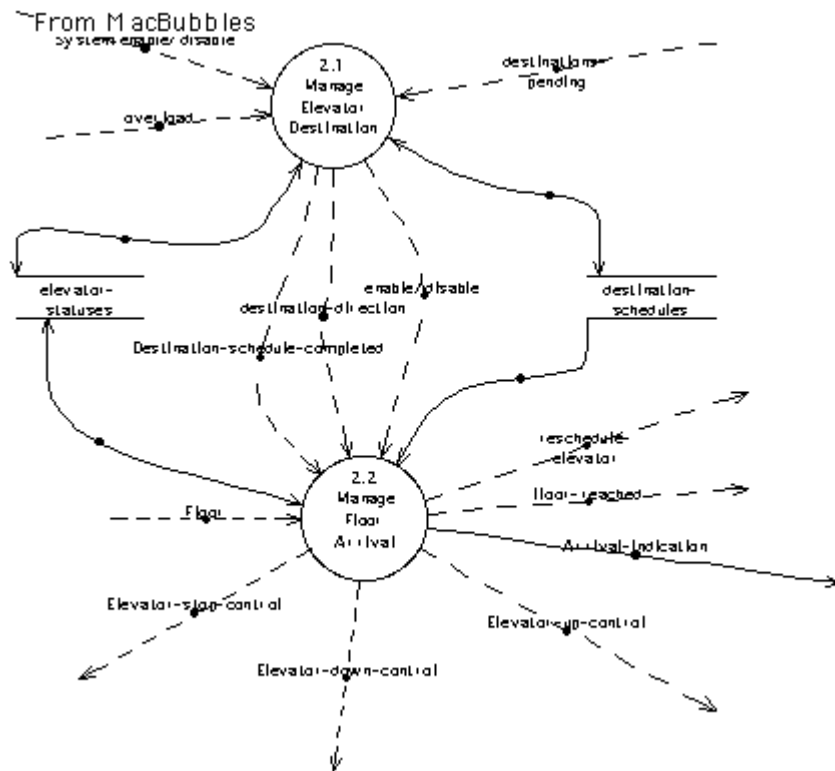 From MacBubbles
System-enable/disable
2.1
Manage
Elevator
Destination
destinations-
pending
overload
elevator-
statuses
enable/disable
destination-direction
Destination-schedule-completed
destination-
schedules
reschedule-
elevator
2.2
Manage
Floor
Arrival
floor-reached
Floor
Arrival-indication
Elevator-stop-control
Elevator-up-control
Elevator-down-control